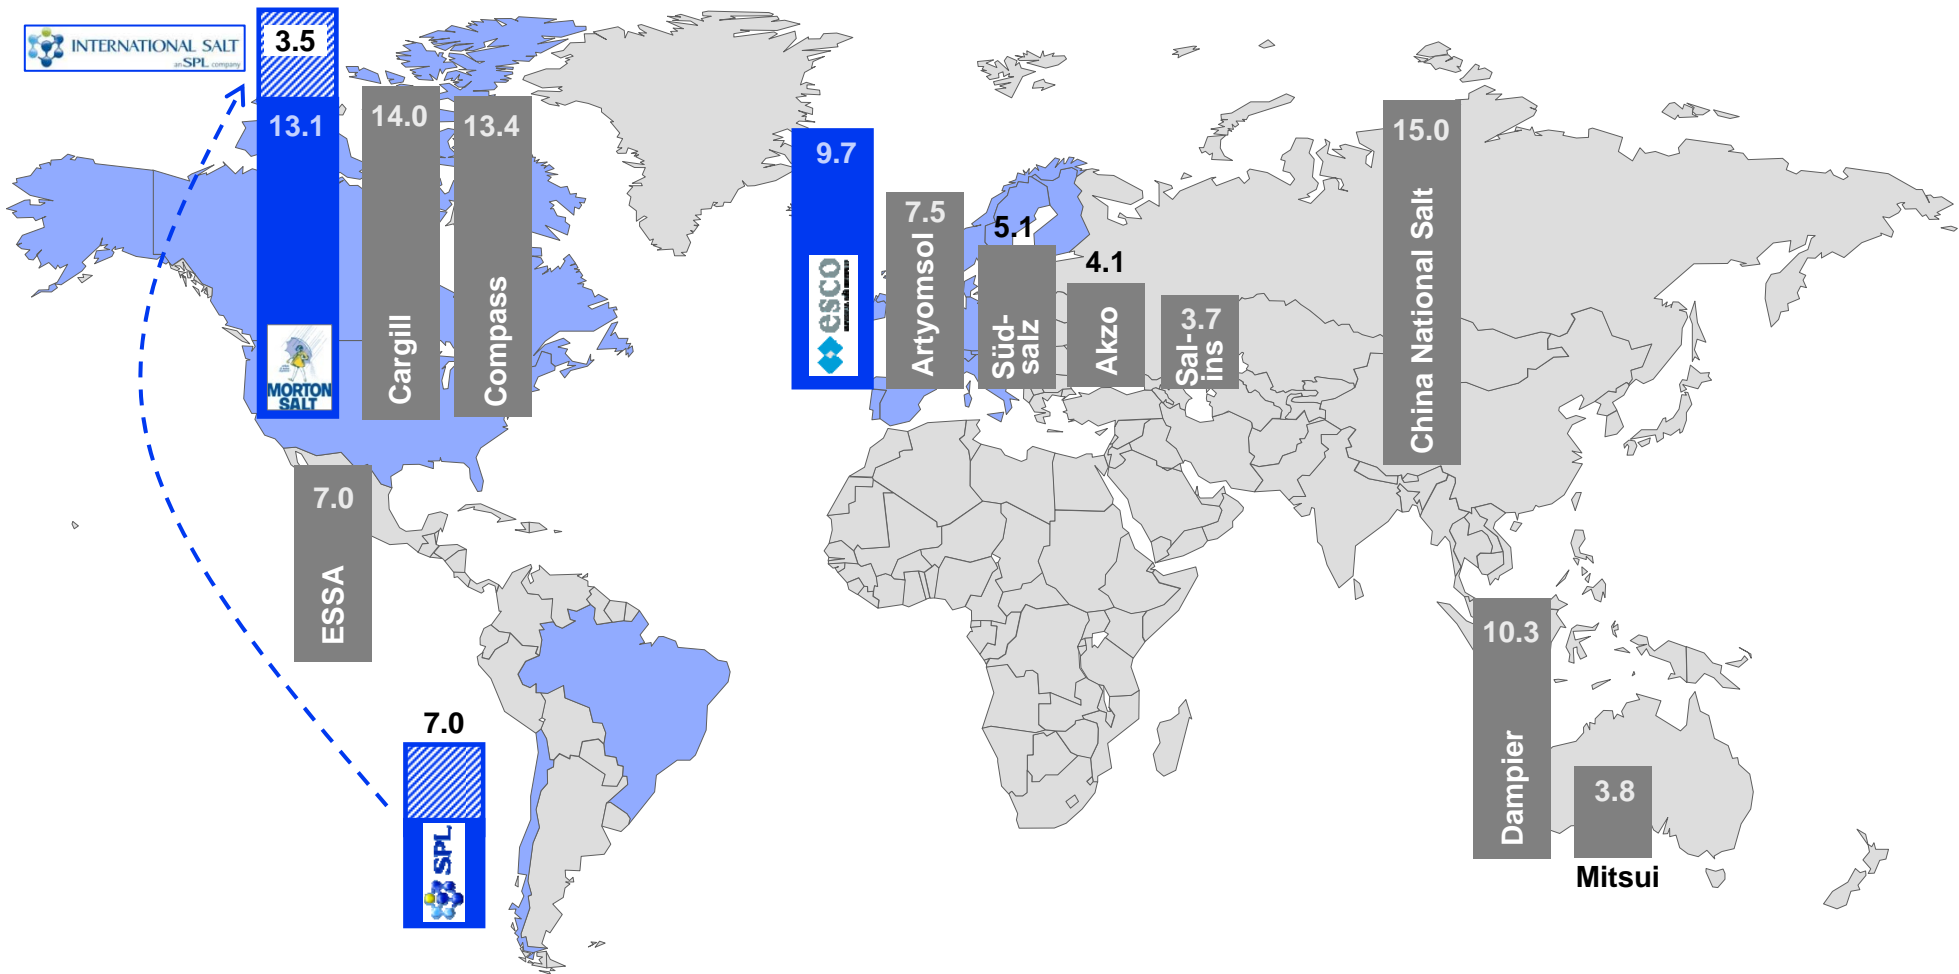 INTERNATIONAL SALT
an SPL company
3.5
13.1
MORTON
SALT
14.0
Cargill
13.4
Compass
7.0
ESSA
7.0
SPL
9.7
esco
7.5
Artyomsol
5.1
Süd-
salz
4.1
Akzo
3.7
Sal-
ins
15.0
China National Salt
10.3
Dampier
3.8
Mitsui